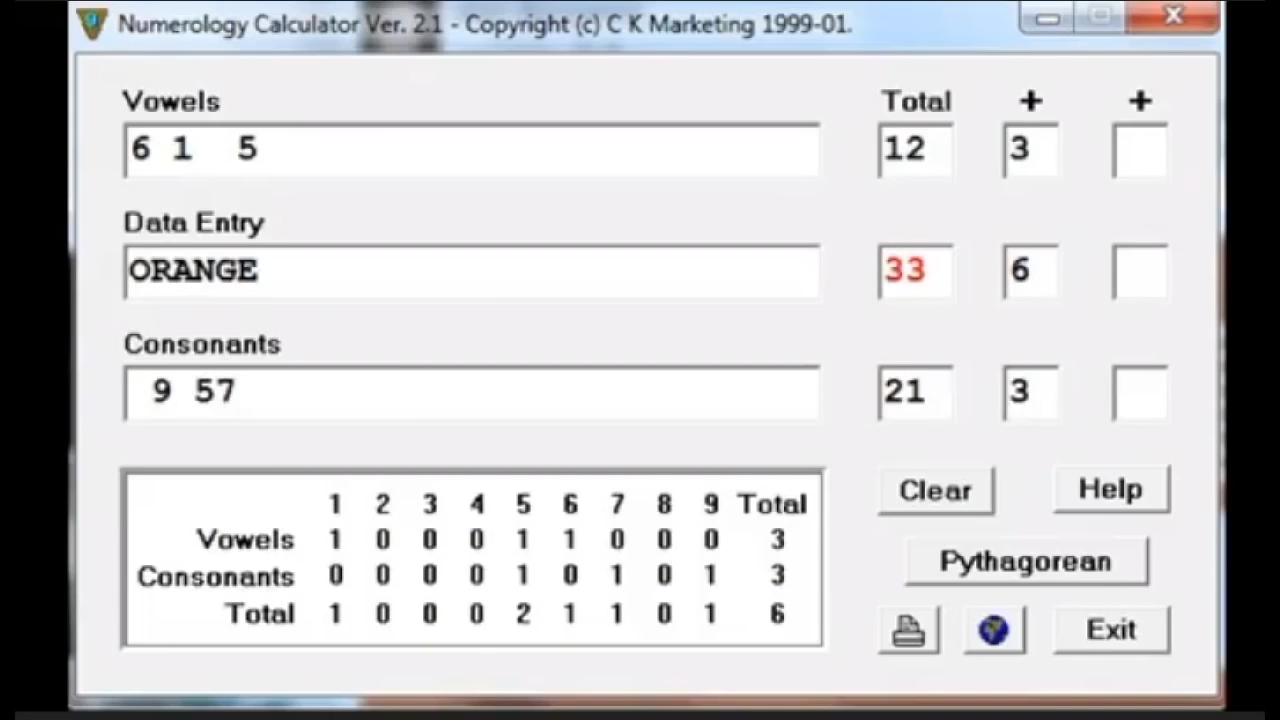 Numerology Calculator Ver. 2.1 - Copyright (c) C K Marketing 1999-01.
Vowels Total + +
6 1 5 12 3
Data Entry
ORANGE 33 6
Consonants
9 57 21 3
1 2 3 4 5 6 7 8 9 Total
Vowels 1 0 0 0 1 1 0 0 0 3
Consonants 0 0 0 0 1 0 1 0 1 3
Total 1 0 0 0 2 1 1 0 1 6
Clear Help
Pythagorean
Exit